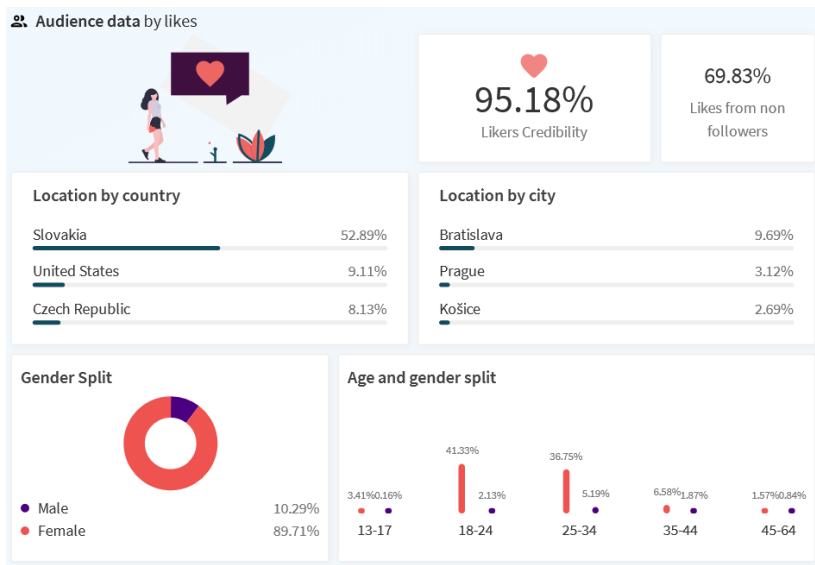 Audience data by likes
95.18%
Likers Credibility
69.83%
Likes from non
followers
Location by country
Slovakia 52.89%
United States 9.11%
Czech Republic 8.13%
Location by city
Bratislava 9.69%
Prague 3.12%
Košice 2.69%
Gender Split
Male 10.29%
Female 89.71%
Age and gender split
41.33% 36.75%
3.41% 0.16% 2.13% 5.19% 6.58% 1.87% 1.57% 0.84%
13-17 18-24 25-34 35-44 45-64